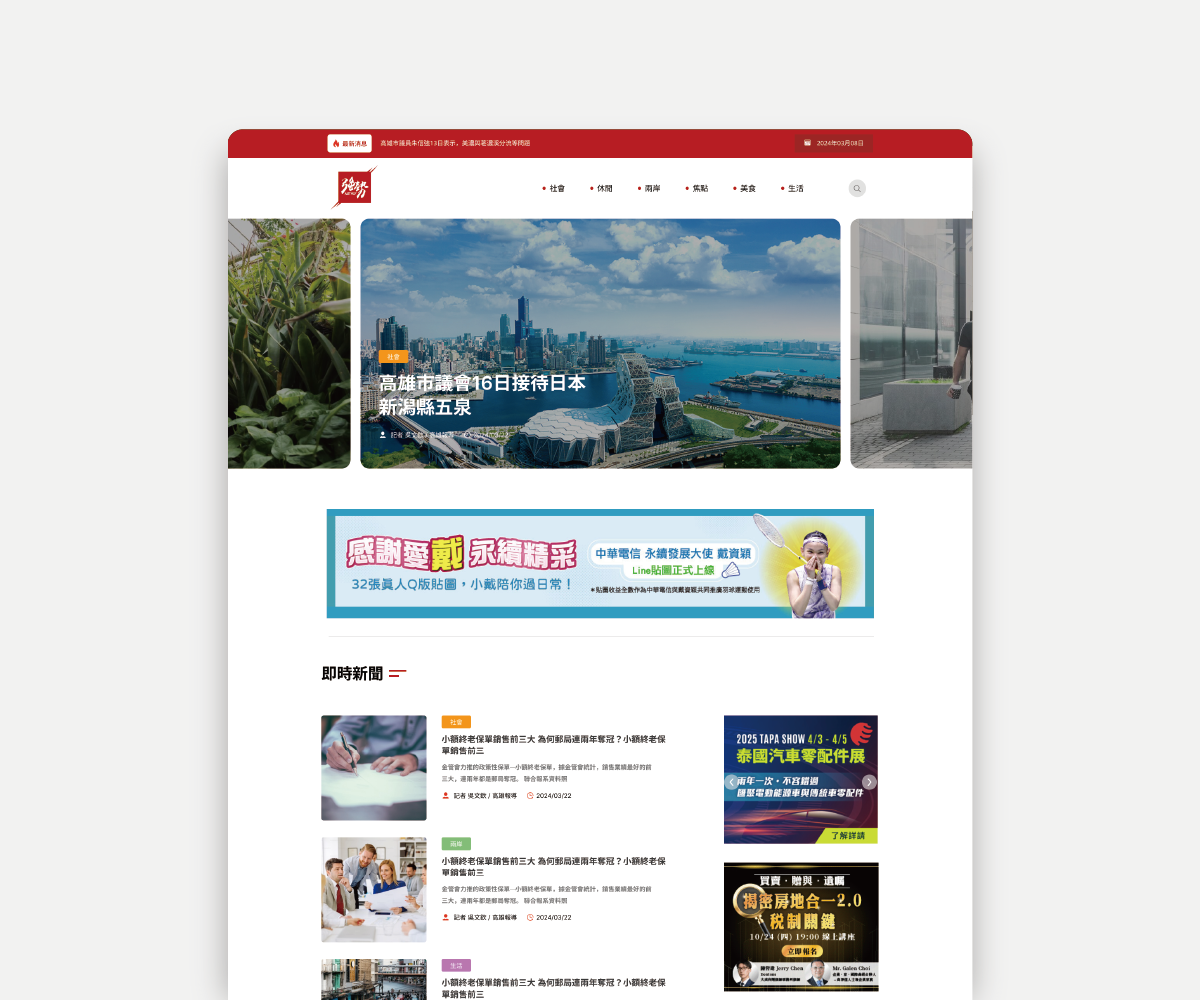 最新消息
高雄市議員朱信強13日表示，美濃與荖濃溪分流等問題
2024年03月08日
強勢
社會
休閒
兩岸
焦點
美食
生活
社會
高雄市議會16日接待日本
新潟縣五泉
記者 吳文欽 / 高雄報導
2024/03/22
感謝愛戴 永續精采
32張真人Q版貼圖，小戴陪你過日常！
中華電信 永續發展大使 戴資穎
Line貼圖正式上線
＊貼圖收益全數作為中華電信與戴資穎共同推廣羽球運動使用
即時新聞
社會
小額終老保單銷售前三大 為何郵局連兩年奪冠？小額終老保
單銷售前三
金管會力推的政策性保單—小額終老保單，據金管會統計，銷售業績最好的前
三大，連兩年都是郵局奪冠。 聯合報系資料照
記者 吳文欽 / 高雄報導
2024/03/22
兩岸
小額終老保單銷售前三大 為何郵局連兩年奪冠？小額終老保
單銷售前三
金管會力推的政策性保單—小額終老保單，據金管會統計，銷售業績最好的前
三大，連兩年都是郵局奪冠。 聯合報系資料照
記者 吳文欽 / 高雄報導
2024/03/22
生活
小額終老保單銷售前三大 為何郵局連兩年奪冠？小額終老保
單銷售前三
2025 TAPA SHOW 4/3 - 4/5
泰國汽車零配件展
兩年一次・不容錯過
匯聚電動能源車與傳統車零配件
了解詳請
買賣・贈與・遺囑
揭密房地合一2.0
稅制關鍵
10/24 (四) 19:00 線上講座
立即報名
Jerry Chen
Mr. Galen Choi